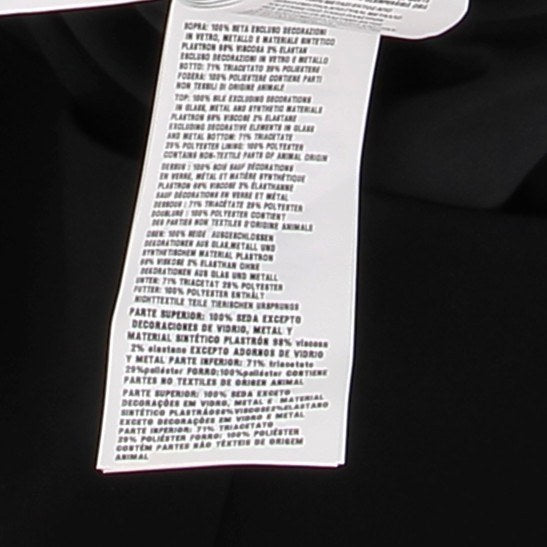 SOPRA: 100% SETA ESCLUSO DECORAZIONI
IN VETRO, METALLO E MATERIALE SINTETICO
PLASTRON 98% VISCOSA 2% ELASTAN
ESCLUSO DECORAZIONI IN VETRO E METALLO
SOTTO: 71% TRIACETATO 29% POLIESTERE
FODERA: 100% POLIESTERE CONTIENE PARTI
NON TESSILI DI ORIGINE ANIMALE
TOP: 100% SILK EXCLUDING DECORATIONS
IN GLASS, METAL AND SYNTHETIC MATERIALE
PLASTRON 98% VISCOSE 2% ELASTANE
EXCLUDING DECORATIVE ELEMENTS IN GLASS
AND METAL BOTTOM: 71% TRIACETATE
29% POLYESTER LINING: 100% POLYESTER
CONTAINS NON-TEXTILE PARTS OF ANIMAL ORIGIN
DESSUS : 100% SOIE SAUF DÉCORATIONS
EN VERRE, MÉTAL ET MATIÈRE SYNTHÉTIQUE
PLASTRON 98% VISCOSE 2% ÉLASTHANNE
SAUF DÉCORATIONS EN VERRE ET MÉTAL
DESSOUS : 71% TRIACÉTATE 29% POLYESTER
DOUBLURE : 100% POLYESTER CONTIENT
DES PARTIES NON TEXTILES D'ORIGINE ANIMALE
OBEN: 100% SEIDE AUSGESCHLOSSEN
DEKORATIONEN AUS GLAS,METALL UND
SYNTHETISCHEM MATERIAL PLASTRON
98% VISKOSE 2% ELASTHAN OHNE
DEKORATIONEN AUS GLAS UND METALL
UNTER: 71% TRIACETAT 29% POLYESTER
FUTTER: 100% POLYESTER ENTHÄLT
NICHTTEXTILE TEILE TIERISCHEN URSPRUNGS
PARTE SUPERIOR: 100% SEDA EXCEPTO
DECORACIONES DE VIDRIO, METAL Y
MATERIAL SINTÉTICO PLASTRÓN 98% viscosa
2% elastano EXCEPTO ADORNOS DE VIDRIO
Y METAL PARTE INFERIOR: 71% triacetato
29%poliéster FORRO:100%poliéster CONTIENE
PARTES NO TEXTILES DE ORIGEN ANIMAL
PARTE SUPERIOR: 100% SEDA EXCETO
DECORAÇÕES EM VIDRO, METAL E MATERIAL
SINTÉTICO PLASTRÃO98%VISCOSE2%ELASTANO
EXCETO DECORAÇÕES EM VIDRO E METAL
PARTE INFERIOR: 71% TRIACETATO
29% POLIÉSTER FORRO: 100% POLIÉSTER
CONTÉM PARTES NÃO TÊXTEIS DE ORIGEM
ANIMAL